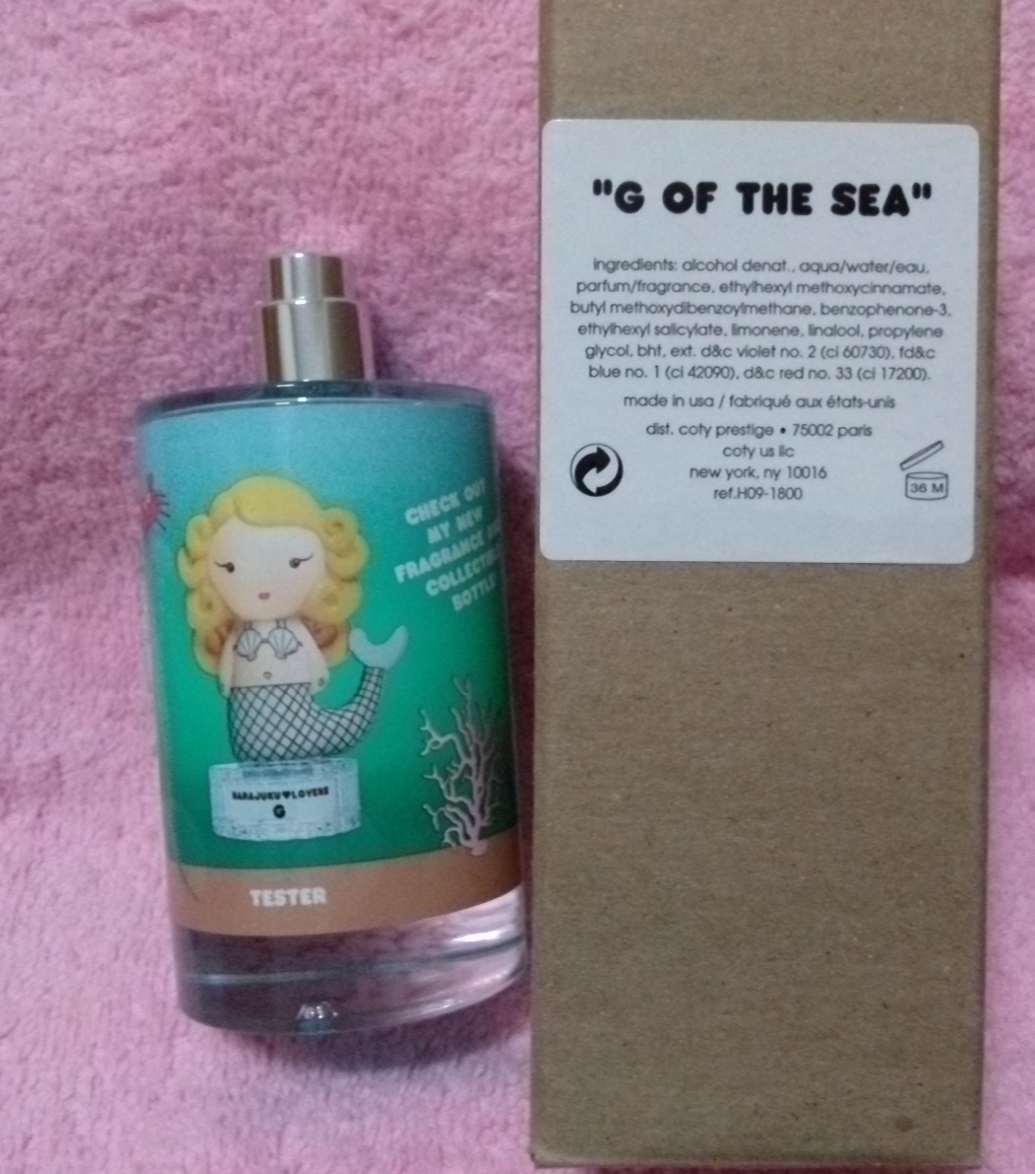 CHECK OUT
MY NEW
FRAGRANCE
BOTTLE
HARAJUKU♥LOVERS
G
TESTER
"G OF THE SEA"
ingredients: alcohol denat., aqua/water/eau,
parfum/fragrance, ethylhexyl methoxycinnamate,
butyl methoxydibenzoylmethane, benzophenone-3,
ethylhexyl salicylate, limonene, linalool, propylene
glycol, bht, ext. d&c violet no. 2 (ci 60730), fd&c
blue no. 1 (ci 42090), d&c red no. 33 (ci 17200).
made in usa / fabriqué aux états-unis
dist. coty prestige • 75002 paris
coty us llc
new york, ny 10016
ref.H09-1800
36 M